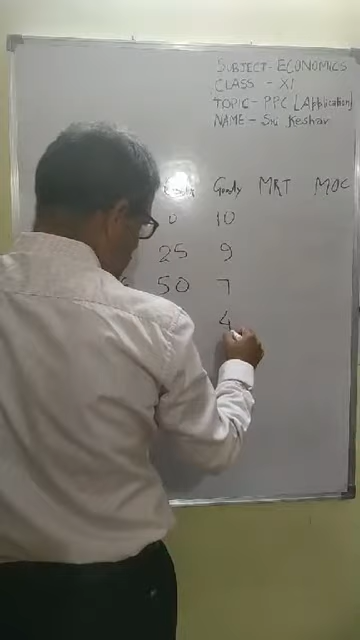 SUBJECT- ECONOMICS
CLASS - XI
TOPIC- PPC (Application)
NAME - Sri Keshav
Goody MRT MOC
0 10
25 9
50 7
4